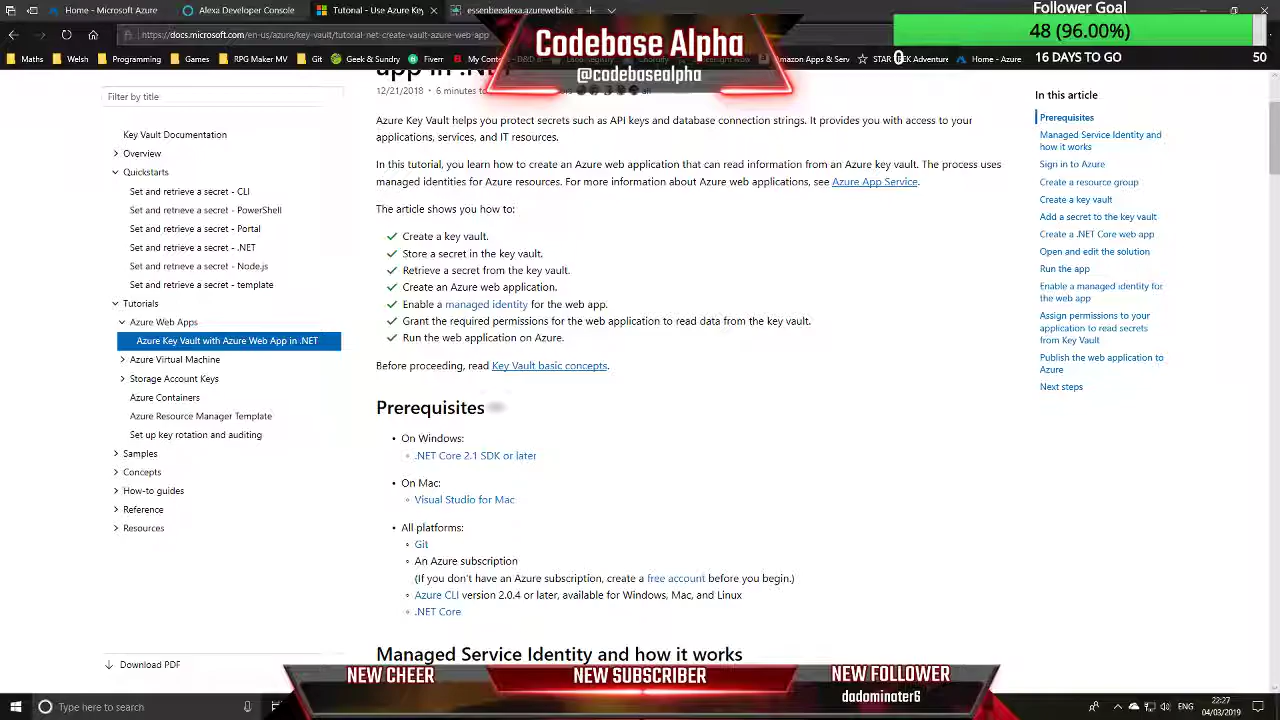 Home - Microsoft Azure
Alexa Developer Console
Tutorial - Use Azure Key
essenbealexa.azurewebsite
Follower Goal
48 (96.00%)
16 DAYS TO GO
50
Codebase Alpha
@codebasealpha
https://docs.microsoft.com/en-us/azure/key-vault/tutorial-web-app
Maths
Welsh
Programming
Games
RPG Maker MV
Git
Geek & Sundry
Fiverr
Amazon Apps & Serv
Home - Azure
app in .NET
12/21/2018 • 6 minutes to
Filter by title
Key Vault Documentation
Overview
Quickstarts
Set and retrieve a secret - CLI
Set and retrieve a secret - PowerShell
Set and retrieve a secret - Portal
Set and retrieve a secret - .NET
Set and retrieve a secret - Node.js
Set and retrieve a secret - template
Tutorials
Azure Web Apps
Azure Key Vault with Azure Web App in .NET
Azure Virtual Machine
Storage Account Keys
Azure Containers
Azure Resource Manager Template
Set up key rotation and auditing
Samples
Concepts
How-to guides
Reference
Resources
Download PDF
Azure Key Vault helps you protect secrets such as API keys and database connection strings. It provides you with access to your
applications, services, and IT resources.
In this tutorial, you learn how to create an Azure web application that can read information from an Azure key vault. The process uses
managed identities for Azure resources. For more information about Azure web applications, see Azure App Service.
The article shows you how to:
Create a key vault.
Store a secret in the key vault.
Retrieve a secret from the key vault.
Create an Azure web application.
Enable a managed identity for the web app.
Grant the required permissions for the web application to read data from the key vault.
Run the web application on Azure.
Before proceeding, read Key Vault basic concepts.
Prerequisites
• On Windows:
◦ .NET Core 2.1 SDK or later
• On Mac:
◦ Visual Studio for Mac
• All platforms:
◦ Git
◦ An Azure subscription
(If you don't have an Azure subscription, create a free account before you begin.)
◦ Azure CLI version 2.0.4 or later, available for Windows, Mac, and Linux
◦ .NET Core
Managed Service Identity and how it works
In this article
Prerequisites
Managed Service Identity and
how it works
Sign in to Azure
Create a resource group
Create a key vault
Add a secret to the key vault
Create a .NET Core web app
Open and edit the solution
Run the app
Enable a managed identity for
the web app
Assign permissions to your
application to read secrets
from Key Vault
Publish the web application to
Azure
Next steps
NEW CHEER
NEW SUBSCRIBER
NEW FOLLOWER
dadominater6
Type here to search
ENG
22:27
04/03/2019